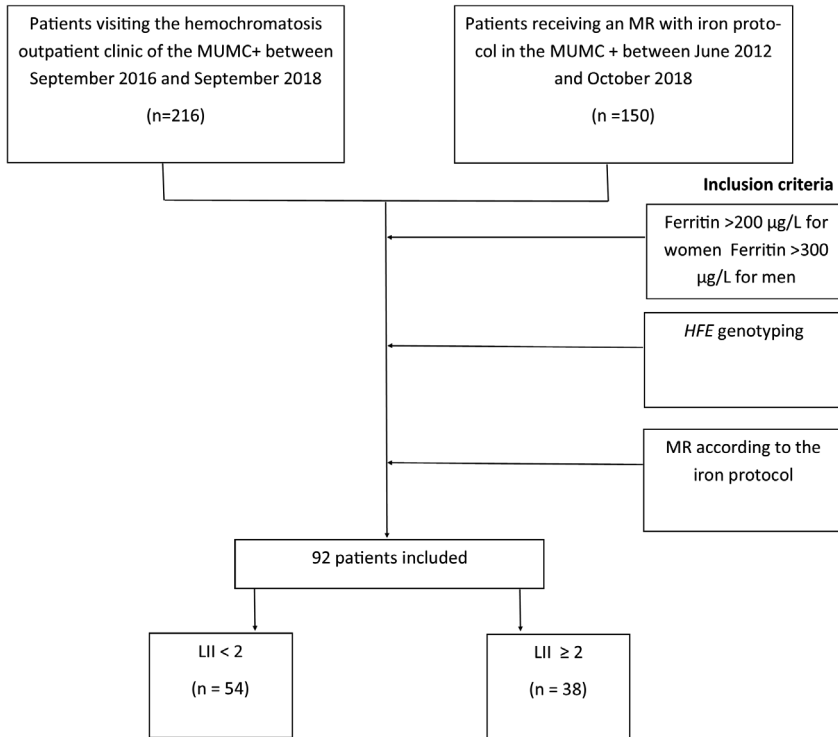 Patients visiting the hemochromatosis
outpatient clinic of the MUMC+ between
September 2016 and September 2018
(n=216)
Patients receiving an MR with iron proto-
col in the MUMC + between June 2012
and October 2018
(n =150)
Inclusion criteria
Ferritin >200 µg/L for
women  Ferritin >300
µg/L for men
HFE genotyping
MR according to the
iron protocol
92 patients included
LII < 2
(n = 54)
LII  ≥ 2
(n = 38)